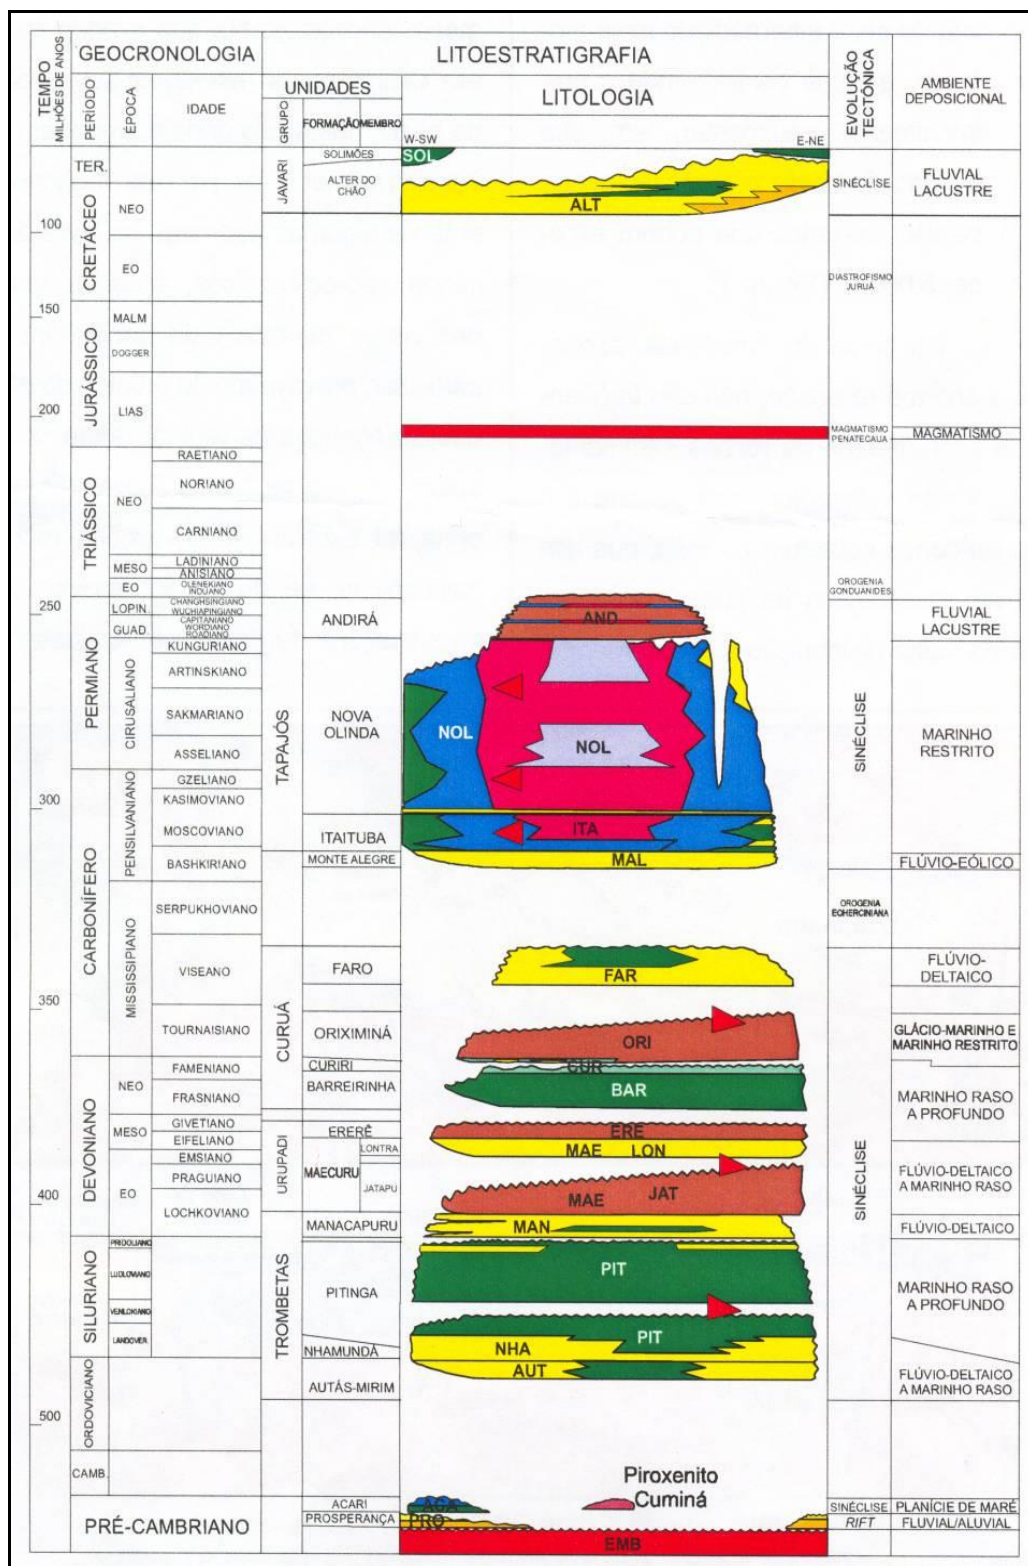 TEMPO
MILHÕES DE ANOS
GEOCRONOLOGIA
LITOESTRATIGRAFIA
EVOLUÇÃO
TECTÔNICA
AMBIENTE
DEPOSICIONAL
PERÍODO
ÉPOCA
IDADE
UNIDADES
LITOLOGIA
GRUPO
FORMAÇÃO
MEMBRO
W-SW
E-NE
TER.
JAVARI
SOLIMÕES
SOL
ALTER DO
CHÃO
ALT
SINÉCLISE
FLUVIAL
LACUSTRE
100
CRETÁCEO
NEO
EO
DIASTROFISMO
JURUÁ
150
JURÁSSICO
MALM
DOGGER
LIAS
200
MAGMATISMO
PENATECAUA
MAGMATISMO
TRIÁSSICO
NEO
RAETIANO
NORIANO
CARNIANO
MESO
LADINIANO
ANISIANO
EO
OLENEKIANO
INDUANO
OROGENIA
GONDUANIDES
250
PERMIANO
LOPIN.
CHANGHSINGIANO
WUCHIAPINGIANO
GUAD.
CAPITANIANO
WORDIANO
ROADIANO
TAPAJÓS
ANDIRÁ
AND
SINÉCLISE
FLUVIAL
LACUSTRE
CIRUSALIANO
KUNGURIANO
ARTINSKIANO
SAKMARIANO
ASSELIANO
NOVA
OLINDA
NOL
NOL
MARINHO
RESTRITO
CARBONÍFERO
PENSILVANIANO
GZELIANO
300
KASIMOVIANO
MOSCOVIANO
ITAITUBA
ITA
BASHKIRIANO
MONTE ALEGRE
MAL
FLÚVIO-EÓLICO
MISSISSIPIANO
SERPUKHOVIANO
OROGENIA
EOHERCINIANA
VISEANO
CURUÁ
FARO
FAR
SINÉCLISE
FLÚVIO-
DELTAICO
350
TOURNAISIANO
ORIXIMINÁ
ORI
GLÁCIO-MARINHO E
MARINHO RESTRITO
DEVONIANO
NEO
FAMENIANO
CURIRI
CUR
FRASNIANO
BARREIRINHA
BAR
MARINHO RASO
A PROFUNDO
MESO
GIVETIANO
EIFELIANO
URUPADI
ERERÊ
ERE
MAECURU
LONTRA
MAE
LON
EO
EMSIANO
PRAGUIANO
JATAPU
MAE
JAT
FLÚVIO-DELTAICO
A MARINHO RASO
400
LOCHKOVIANO
TROMBETAS
MANACAPURU
MAN
FLÚVIO-DELTAICO
SILURIANO
PRIDOLIANO
LUDLOVIANO
VENLOKIANO
LANDOVER.
PITINGA
PIT
PIT
MARINHO RASO
A PROFUNDO
NHAMUNDÁ
NHA
ORDOVICIANO
AUTÁS-MIRIM
AUT
FLÚVIO-DELTAICO
A MARINHO RASO
500
CAMB.
Piroxenito
Cuminá
PRÉ-CAMBRIANO
ACARI
ACA
SINÉCLISE
PLANÍCIE DE MARÉ
PROSPERANÇA
PRO
RIFT
FLUVIAL/ALUVIAL
EMB